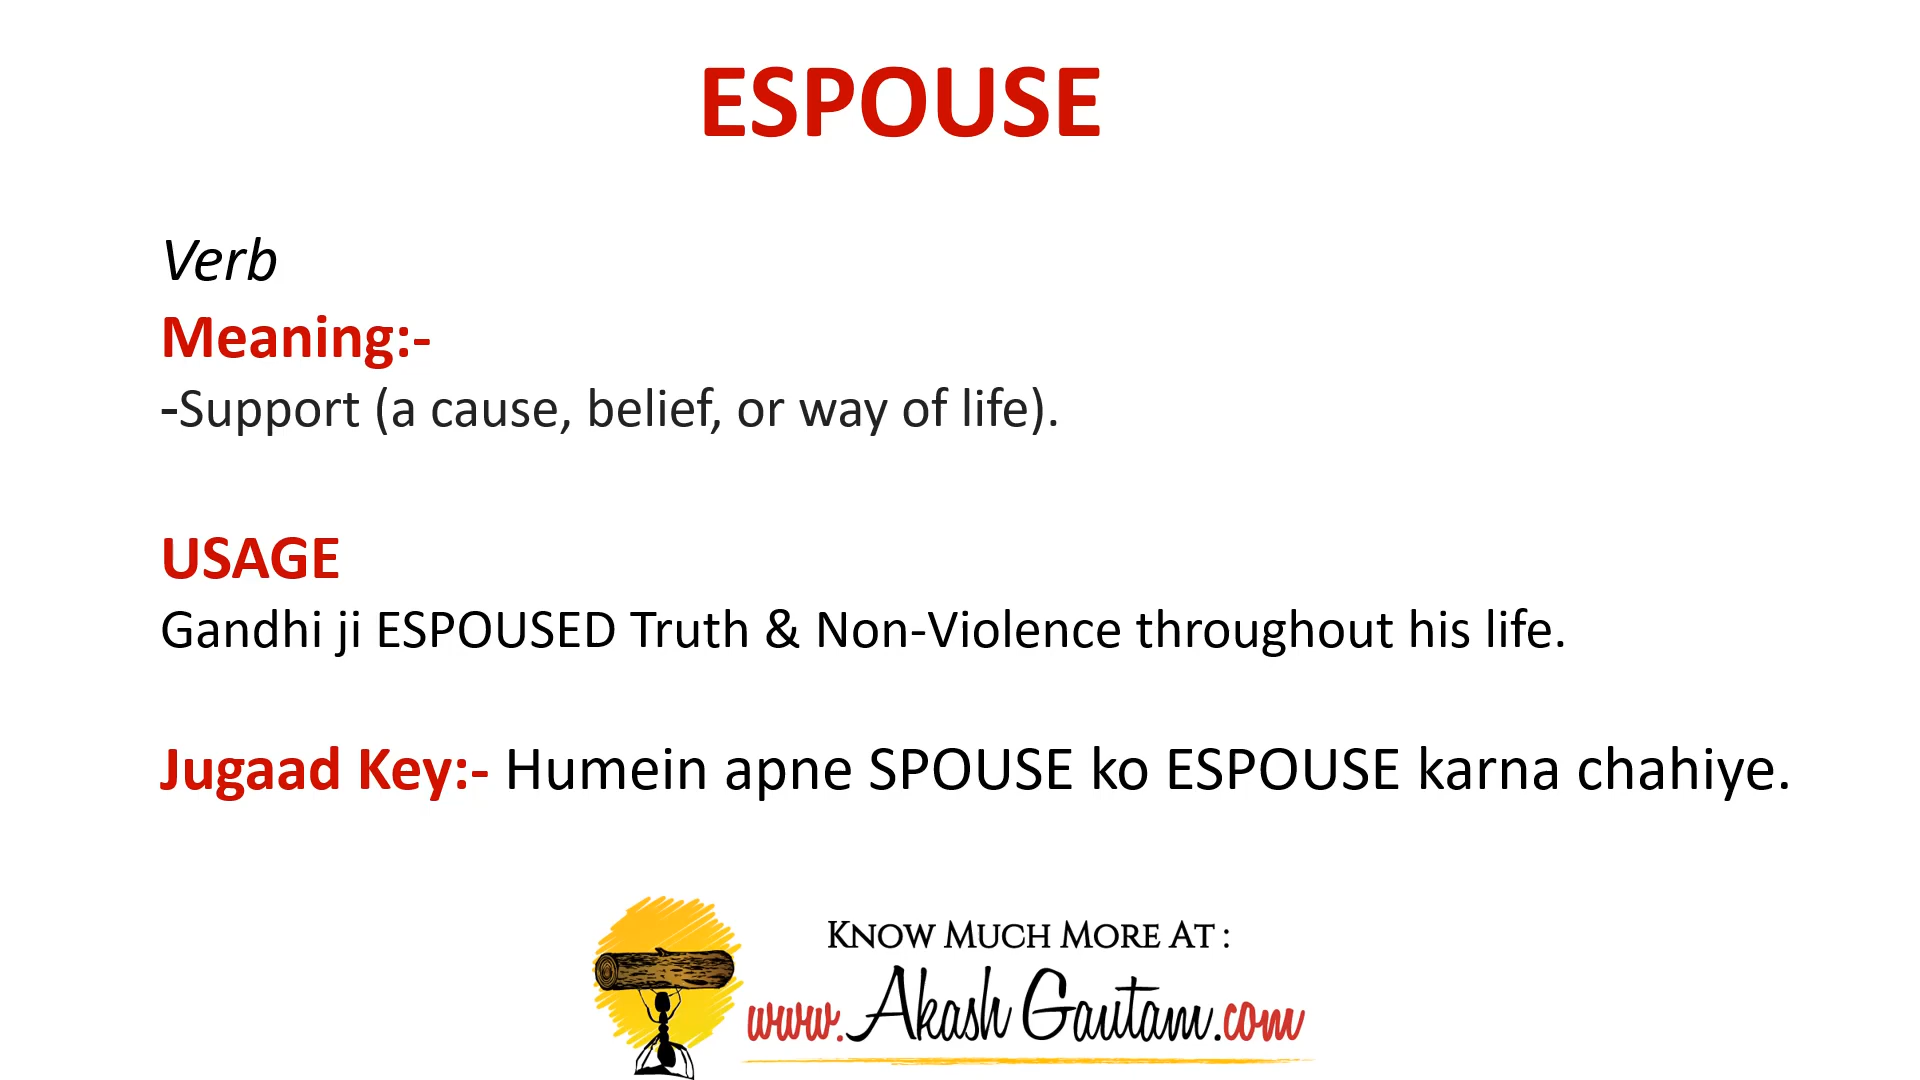 ESPOUSE
Verb
Meaning:-
-Support (a cause, belief, or way of life).
USAGE
Gandhi ji ESPOUSED Truth & Non-Violence throughout his life.
Jugaad Key:- Humein apne SPOUSE ko ESPOUSE karna chahiye.
KNOW MUCH MORE AT :
www.AkashGautam.com